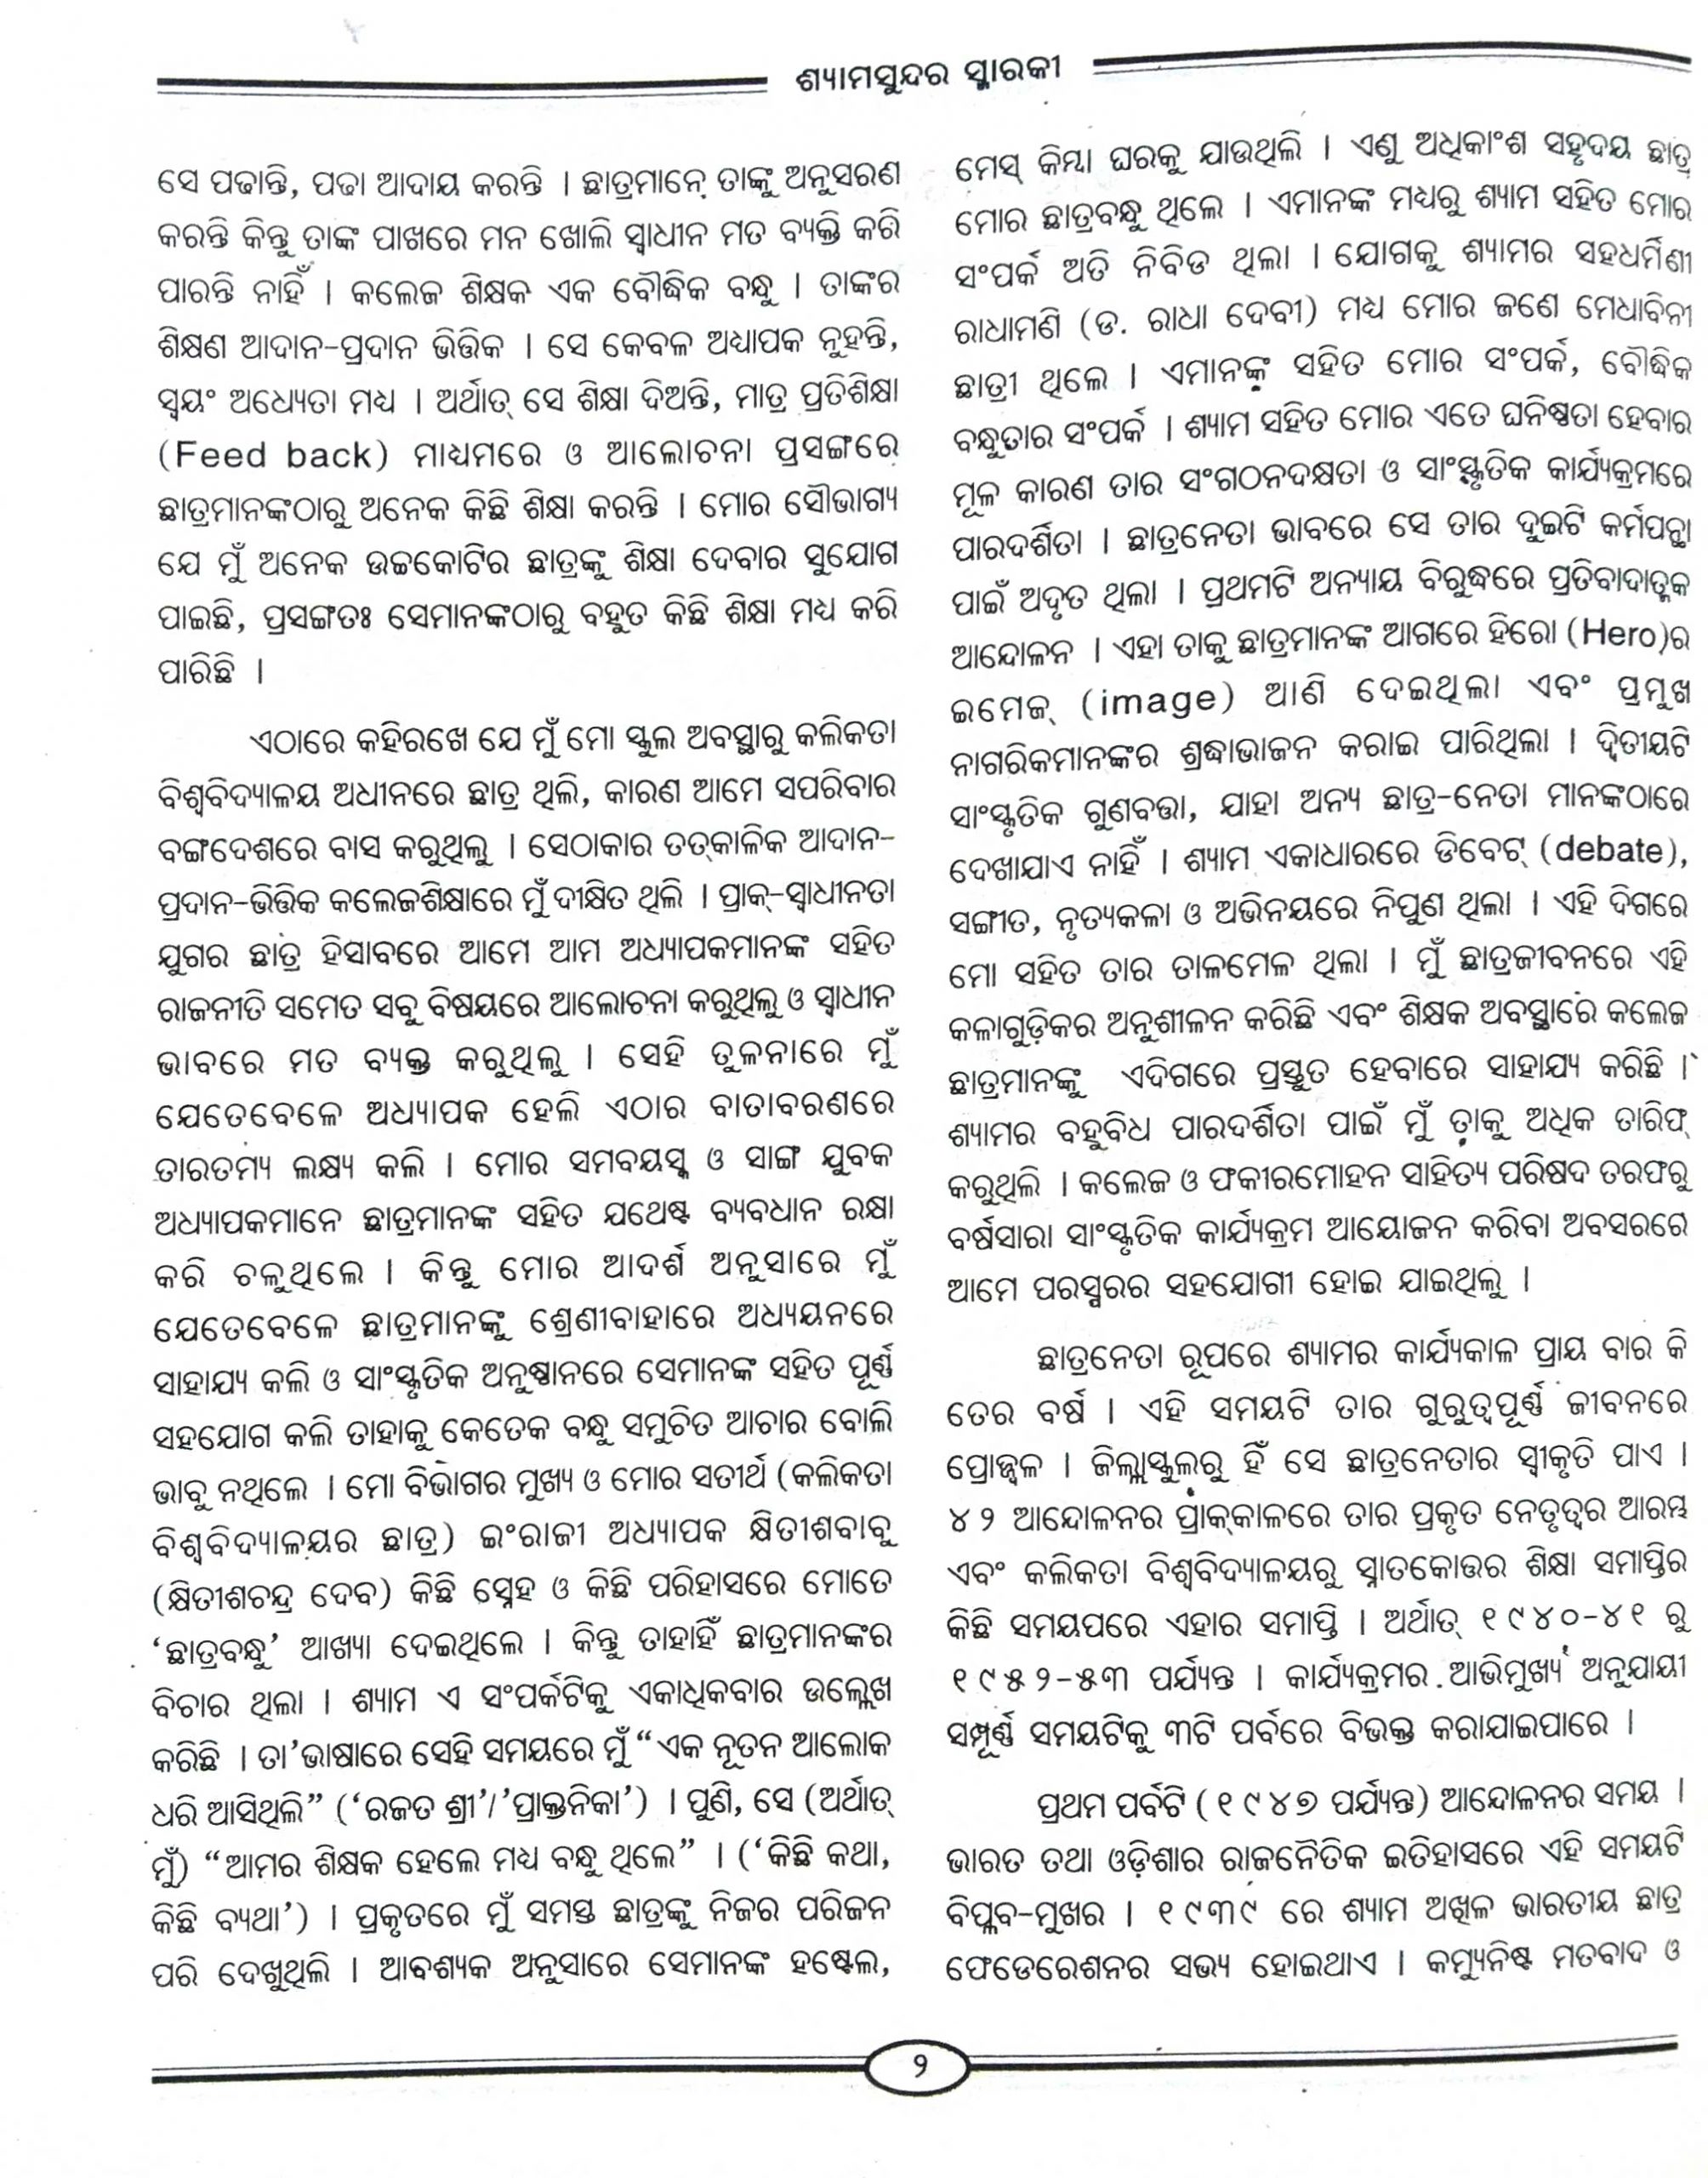 ଶ୍ୟାମସୁନ୍ଦର ସ୍ମାରକୀ
ସେ ପଢାନ୍ତି, ପଢା ଆଦାୟ କରନ୍ତି । ଛାତ୍ରମାନେ ତାଙ୍କୁ ଅନୁସରଣ
କରନ୍ତି କିନ୍ତୁ ତାଙ୍କ ପାଖରେ ମନ ଖୋଲି ସ୍ୱାଧୀନ ମତ ବ୍ୟକ୍ତି କରି
ପାରନ୍ତି ନାହିଁ । କଲେଜ ଶିକ୍ଷକ ଏକ ବୌଦ୍ଧିକ ବନ୍ଧୁ । ତାଙ୍କର
ଶିକ୍ଷଣ ଆଦାନ-ପ୍ରଦାନ ଭିତ୍ତିକ । ସେ କେବଳ ଅଧ୍ୟାପକ ନୁହନ୍ତି,
ସ୍ୱୟଂ ଅଧ୍ୟେତା ମଧ୍ୟ । ଅର୍ଥାତ୍ ସେ ଶିକ୍ଷା ଦିଅନ୍ତି, ମାତ୍ର ପ୍ରତିଶିକ୍ଷା
(Feed back) ମାଧ୍ୟମରେ ଓ ଆଲୋଚନା ପ୍ରସଙ୍ଗରେ
ଛାତ୍ରମାନଙ୍କଠାରୁ ଅନେକ କିଛି ଶିକ୍ଷା କରନ୍ତି । ମୋର ସୌଭାଗ୍ୟ
ଯେ ମୁଁ ଅନେକ ଉଚ୍ଚକୋଟିର ଛାତ୍ରଙ୍କୁ ଶିକ୍ଷା ଦେବାର ସୁଯୋଗ
ପାଇଛି, ପ୍ରସଙ୍ଗତଃ ସେମାନଙ୍କଠାରୁ ବହୁତ କିଛି ଶିକ୍ଷା ମଧ୍ୟ କରି
ପାରିଛି ।
ଏଠାରେ କହିରଖେ ଯେ ମୁଁ ମୋ ସ୍କୁଲ ଅବସ୍ଥାରୁ କଲିକତା
ବିଶ୍ୱବିଦ୍ୟାଳୟ ଅଧୀନରେ ଛାତ୍ର ଥିଲି, କାରଣ ଆମେ ସପରିବାର
ବଙ୍ଗଦେଶରେ ବାସ କରୁଥିଲୁ । ସେଠାକାର ତତ୍‌କାଳିକ ଆଦାନ-
ପ୍ରଦାନ-ଭିତ୍ତିକ କଲେଜଶିକ୍ଷାରେ ମୁଁ ଦୀକ୍ଷିତ ଥିଲି । ପ୍ରାକ୍-ସ୍ୱାଧୀନତା
ଯୁଗର ଛାତ୍ର ହିସାବରେ ଆମେ ଆମ ଅଧ୍ୟାପକମାନଙ୍କ ସହିତ
ରାଜନୀତି ସମେତ ସବୁ ବିଷୟରେ ଆଲୋଚନା କରୁଥିଲୁ ଓ ସ୍ୱାଧୀନ
ଭାବରେ ମତ ବ୍ୟକ୍ତ କରୁଥିଲୁ । ସେହି ତୁଳନାରେ ମୁଁ
ଯେତେବେଳେ ଅଧ୍ୟାପକ ହେଲି ଏଠାର ବାତାବରଣରେ
ତାରତମ୍ୟ ଲକ୍ଷ୍ୟ କଲି । ମୋର ସମବୟସ୍କ ଓ ସାଙ୍ଗ ଯୁବକ
ଅଧ୍ୟାପକମାନେ ଛାତ୍ରମାନଙ୍କ ସହିତ ଯଥେଷ୍ଟ ବ୍ୟବଧାନ ରକ୍ଷା
କରି ଚଳୁଥିଲେ । କିନ୍ତୁ ମୋର ଆଦର୍ଶ ଅନୁସାରେ ମୁଁ
ଯେତେବେଳେ ଛାତ୍ରମାନଙ୍କୁ ଶ୍ରେଣୀବାହାରେ ଅଧ୍ୟୟନରେ
ସାହାଯ୍ୟ କଲି ଓ ସାଂସ୍କୃତିକ ଅନୁଷ୍ଠାନରେ ସେମାନଙ୍କ ସହିତ ପୂର୍ଣ୍ଣ
ସହଯୋଗ କଲି ତାହାକୁ କେତେକ ବନ୍ଧୁ ସମୁଚିତ ଆଚାର ବୋଲି
ଭାବୁ ନଥିଲେ । ମୋ ବିଭାଗର ମୁଖ୍ୟ ଓ ମୋର ସତୀର୍ଥ (କଲିକତା
ବିଶ୍ୱବିଦ୍ୟାଳୟର ଛାତ୍ର) ଇଂରାଜୀ ଅଧ୍ୟାପକ କ୍ଷିତୀଶବାବୁ
(କ୍ଷିତୀଶଚନ୍ଦ୍ର ଦେବ) କିଛି ସ୍ନେହ ଓ କିଛି ପରିହାସରେ ମୋତେ
‘ଛାତ୍ରବନ୍ଧୁ’ ଆଖ୍ୟା ଦେଇଥିଲେ । କିନ୍ତୁ ତାହାହିଁ ଛାତ୍ରମାନଙ୍କର
ବିଚାର ଥିଲା । ଶ୍ୟାମ ଏ ସଂପର୍କଟିକୁ ଏକାଧିକବାର ଉଲ୍ଲେଖ
କରିଛି । ତା’ଭାଷାରେ ସେହି ସମୟରେ ମୁଁ “ଏକ ନୂତନ ଆଲୋକ
ଧରି ଆସିଥିଲି” (‘ରଜତ ଶ୍ରୀ’/’ପ୍ରାକ୍ତନିକା’) । ପୁଣି, ସେ (ଅର୍ଥାତ୍
ମୁଁ) “ଆମର ଶିକ୍ଷକ ହେଲେ ମଧ୍ୟ ବନ୍ଧୁ ଥିଲେ” । (‘କିଛି କଥା,
କିଛି ବ୍ୟଥା’) । ପ୍ରକୃତରେ ମୁଁ ସମସ୍ତ ଛାତ୍ରଙ୍କୁ ନିଜର ପରିଜନ
ପରି ଦେଖୁଥିଲି । ଆବଶ୍ୟକ ଅନୁସାରେ ସେମାନଙ୍କ ହଷ୍ଟେଲ,
ମେସ୍ କିମ୍ବା ଘରକୁ ଯାଉଥିଲି । ଏଣୁ ଅଧିକାଂଶ ସହୃଦୟ ଛାତ୍ର
ମୋର ଛାତ୍ରବନ୍ଧୁ ଥିଲେ । ଏମାନଙ୍କ ମଧ୍ୟରୁ ଶ୍ୟାମ ସହିତ ମୋର
ସଂପର୍କ ଅତି ନିବିଡ ଥିଲା । ଯୋଗକୁ ଶ୍ୟାମର ସହଧର୍ମିଣୀ
ରାଧାମଣି (ଡ. ରାଧା ଦେବୀ) ମଧ୍ୟ ମୋର ଜଣେ ମେଧାବିନୀ
ଛାତ୍ରୀ ଥିଲେ । ଏମାନଙ୍କ ସହିତ ମୋର ସଂପର୍କ, ବୌଦ୍ଧିକ
ବନ୍ଧୁତାର ସଂପର୍କ । ଶ୍ୟାମ ସହିତ ମୋର ଏତେ ଘନିଷ୍ଠତା ହେବାର
ମୂଳ କାରଣ ତାର ସଂଗଠନଦକ୍ଷତା ଓ ସାଂସ୍କୃତିକ କାର୍ଯ୍ୟକ୍ରମରେ
ପାରଦର୍ଶିତା । ଛାତ୍ରନେତା ଭାବରେ ସେ ତାର ଦୁଇଟି କର୍ମପନ୍ଥା
ପାଇଁ ଅଦୃତ ଥିଲା । ପ୍ରଥମଟି ଅନ୍ୟାୟ ବିରୁଦ୍ଧରେ ପ୍ରତିବାଦାତ୍ମକ
ଆନ୍ଦୋଳନ । ଏହା ତାକୁ ଛାତ୍ରମାନଙ୍କ ଆଗରେ ହିରୋ (Hero)ର
ଇମେଜ୍ (image) ଆଣି ଦେଇଥିଲା ଏବଂ ପ୍ରମୁଖ
ନାଗରିକମାନଙ୍କର ଶ୍ରଦ୍ଧାଭାଜନ କରାଇ ପାରିଥିଲା । ଦ୍ୱିତୀୟଟି
ସାଂସ୍କୃତିକ ଗୁଣବତ୍ତା, ଯାହା ଅନ୍ୟ ଛାତ୍ର-ନେତା ମାନଙ୍କଠାରେ
ଦେଖାଯାଏ ନାହିଁ । ଶ୍ୟାମ ଏକାଧାରରେ ଡିବେଟ୍ (debate),
ସଙ୍ଗୀତ, ନୃତ୍ୟକଳା ଓ ଅଭିନୟରେ ନିପୁଣ ଥିଲା । ଏହି ଦିଗରେ
ମୋ ସହିତ ତାର ତାଳମେଳ ଥିଲା । ମୁଁ ଛାତ୍ରଜୀବନରେ ଏହି
କଳାଗୁଡ଼ିକର ଅନୁଶୀଳନ କରିଛି ଏବଂ ଶିକ୍ଷକ ଅବସ୍ଥାରେ କଲେଜ
ଛାତ୍ରମାନଙ୍କୁ ଏଦିଗରେ ପ୍ରସ୍ତୁତ ହେବାରେ ସାହାଯ୍ୟ କରିଛି ।
ଶ୍ୟାମର ବହୁବିଧ ପାରଦର୍ଶିତା ପାଇଁ ମୁଁ ତାକୁ ଅଧିକ ତାରିଫ୍
କରୁଥିଲି । କଲେଜ ଓ ଫକୀରମୋହନ ସାହିତ୍ୟ ପରିଷଦ ତରଫରୁ
ବର୍ଷସାରା ସାଂସ୍କୃତିକ କାର୍ଯ୍ୟକ୍ରମ ଆୟୋଜନ କରିବା ଅବସରରେ
ଆମେ ପରସ୍ପରର ସହଯୋଗୀ ହୋଇ ଯାଇଥିଲୁ ।
ଛାତ୍ରନେତା ରୂପରେ ଶ୍ୟାମର କାର୍ଯ୍ୟକାଳ ପ୍ରାୟ ବାର କି
ତେର ବର୍ଷ । ଏହି ସମୟଟି ତାର ଗୁରୁତ୍ୱପୂର୍ଣ୍ଣ ଜୀବନରେ
ପ୍ରୋଜ୍ଜ୍ୱଳ । ଜିଲ୍ଲାସ୍କୁଲରୁ ହିଁ ସେ ଛାତ୍ରନେତାର ସ୍ୱୀକୃତି ପାଏ ।
୪୨ ଆନ୍ଦୋଳନର ପ୍ରାକ୍‌କାଳରେ ତାର ପ୍ରକୃତ ନେତୃତ୍ୱର ଆରମ୍ଭ
ଏବଂ କଲିକତା ବିଶ୍ୱବିଦ୍ୟାଳୟରୁ ସ୍ନାତକୋତ୍ତର ଶିକ୍ଷା ସମାପ୍ତିର
କିଛି ସମୟପରେ ଏହାର ସମାପ୍ତି । ଅର୍ଥାତ୍ ୧୯୪୦-୪୧ ରୁ
୧୯୫୨-୫୩ ପର୍ଯ୍ୟନ୍ତ । କାର୍ଯ୍ୟକ୍ରମର ଆଭିମୁଖ୍ୟ ଅନୁଯାୟୀ
ସମ୍ପୂର୍ଣ୍ଣ ସମୟଟିକୁ ୩ଟି ପର୍ବରେ ବିଭକ୍ତ କରାଯାଇପାରେ ।
ପ୍ରଥମ ପର୍ବଟି (୧୯୪୭ ପର୍ଯ୍ୟନ୍ତ) ଆନ୍ଦୋଳନର ସମୟ ।
ଭାରତ ତଥା ଓଡ଼ିଶାର ରାଜନୈତିକ ଇତିହାସରେ ଏହି ସମୟଟି
ବିପ୍ଳବ-ମୁଖର । ୧୯୩୯ ରେ ଶ୍ୟାମ ଅଖିଳ ଭାରତୀୟ ଛାତ୍ର
ଫେଡେରେଶନର ସଭ୍ୟ ହୋଇଥାଏ । କମ୍ୟୁନିଷ୍ଟ ମତବାଦ ଓ
୨